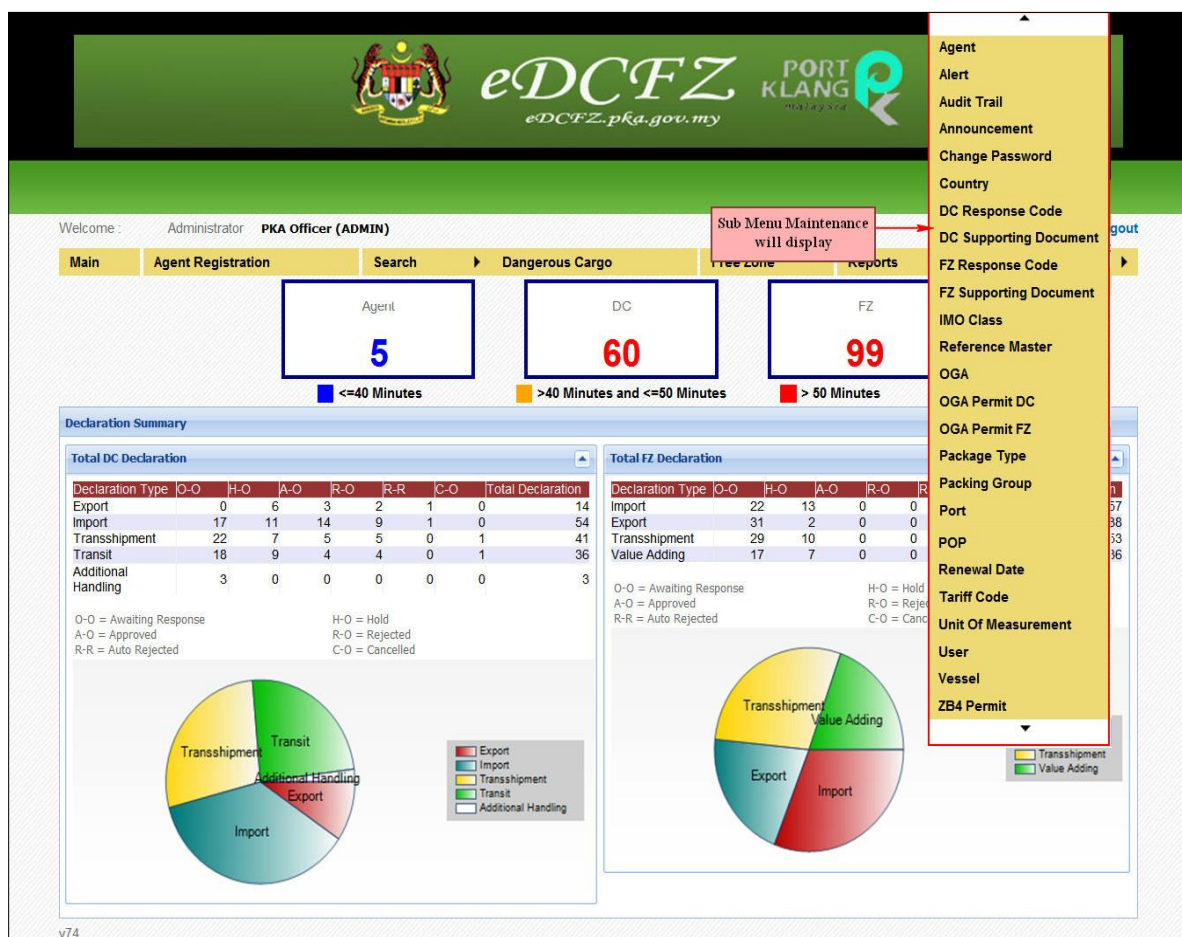 eDCFZ
eDCFZ.pka.gov.my
PORT
KLANG
malaysia
Agent
Alert
Audit Trail
Announcement
Change Password
Country
DC Response Code
DC Supporting Document
FZ Response Code
FZ Supporting Document
IMO Class
Reference Master
OGA
OGA Permit DC
OGA Permit FZ
Package Type
Packing Group
Port
POP
Renewal Date
Tariff Code
Unit Of Measurement
User
Vessel
ZB4 Permit
Sub Menu Maintenance
will display
Welcome : Administrator PKA Officer (ADMIN)
gout
Main Agent Registration Search Dangerous Cargo Free Zone Reports
Agent DC FZ
5 60 99
<=40 Minutes >40 Minutes and <=50 Minutes > 50 Minutes
Declaration Summary
Total DC Declaration
Declaration Type O-O H-O A-O R-O R-R C-O Total Declaration
Export 0 6 3 2 1 0 14
Import 17 11 14 9 1 0 54
Transshipment 22 7 5 5 0 1 41
Transit 18 9 4 4 0 1 36
Additional
Handling 3 0 0 0 0 0 3
O-O = Awaiting Response H-O = Hold
A-O = Approved R-O = Rejected
R-R = Auto Rejected C-O = Cancelled
Transshipment
Transit
Additional Handling
Export
Import
Export
Import
Transshipment
Transit
Additional Handling
Total FZ Declaration
Declaration Type O-O H-O A-O R-O
Import 22 13 0 0 57
Export 31 2 0 0 38
Transshipment 29 10 0 0 53
Value Adding 17 7 0 0 36
O-O = Awaiting Response H-O = Hold
A-O = Approved R-O = Rejec
R-R = Auto Rejected C-O = Canc
Transshipment
Value Adding
Export
Import
Transshipment
Value Adding
v74